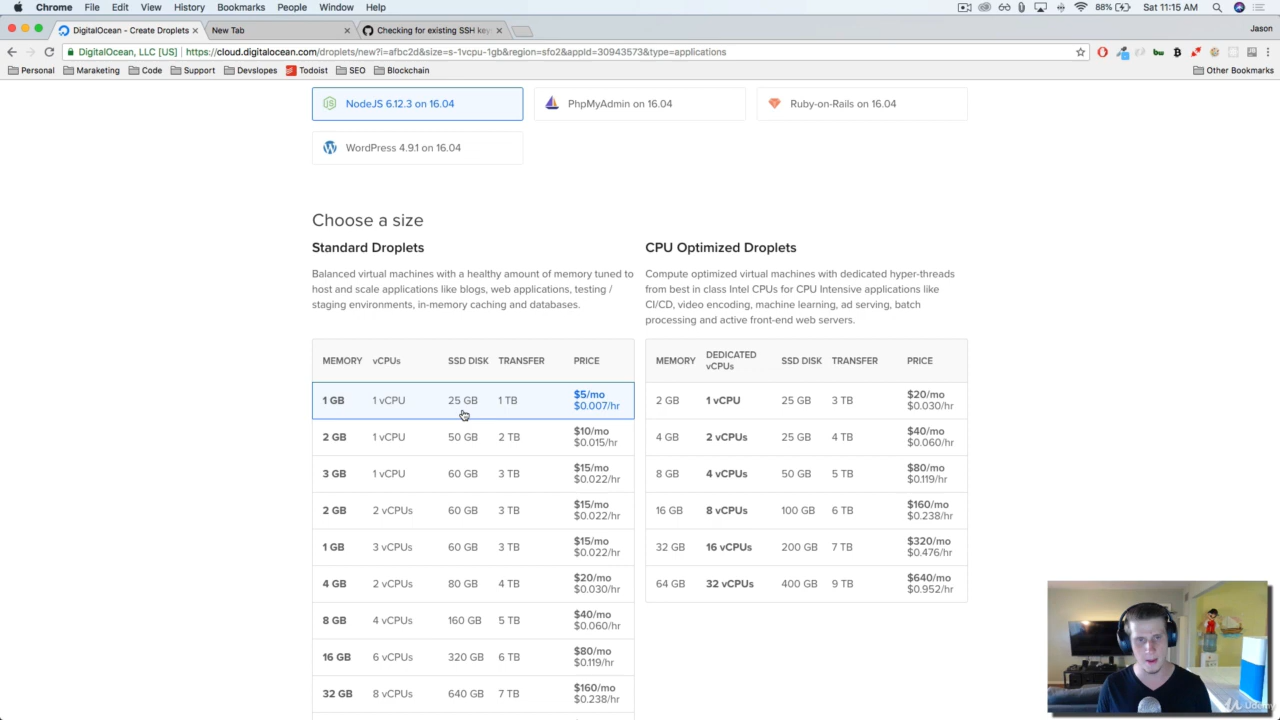 Chrome File Edit View History Bookmarks People Window Help 88% Sat 11:15 AM
DigitalOcean - Create Droplets New Tab Checking for existing SSH key Jason
DigitalOcean, LLC [US] https://cloud.digitalocean.com/droplets/new?i=afbc2d&size=s-1vcpu-1gb&region=sfo2&appId=30943573&type=applications
Personal Maraketing Code Support Developles Todoist SEO Blockchain Other Bookmarks
NodeJS 6.12.3 on 16.04 PhpMyAdmin on 16.04 Ruby-on-Rails on 16.04
WordPress 4.9.1 on 16.04
Choose a size
Standard Droplets
Balanced virtual machines with a healthy amount of memory tuned to
host and scale applications like blogs, web applications, testing /
staging environments, in-memory caching and databases.
MEMORY vCPUs SSD DISK TRANSFER PRICE
1 GB 1 vCPU 25 GB 1 TB $5/mo
$0.007/hr
2 GB 1 vCPU 50 GB 2 TB $10/mo
$0.015/hr
3 GB 1 vCPU 60 GB 3 TB $15/mo
$0.022/hr
2 GB 2 vCPUs 60 GB 3 TB $15/mo
$0.022/hr
1 GB 3 vCPUs 60 GB 3 TB $15/mo
$0.022/hr
4 GB 2 vCPUs 80 GB 4 TB $20/mo
$0.030/hr
8 GB 4 vCPUs 160 GB 5 TB $40/mo
$0.060/hr
16 GB 6 vCPUs 320 GB 6 TB $80/mo
$0.119/hr
32 GB 8 vCPUs 640 GB 7 TB $160/mo
$0.238/hr
CPU Optimized Droplets
Compute optimized virtual machines with dedicated hyper-threads
from best in class Intel CPUs for CPU Intensive applications like
CI/CD, video encoding, machine learning, ad serving, batch
processing and active front-end web servers.
MEMORY DEDICATED
vCPUs SSD DISK TRANSFER PRICE
2 GB 1 vCPU 25 GB 3 TB $20/mo
$0.030/hr
4 GB 2 vCPUs 25 GB 4 TB $40/mo
$0.060/hr
8 GB 4 vCPUs 50 GB 5 TB $80/mo
$0.119/hr
16 GB 8 vCPUs 100 GB 6 TB $160/mo
$0.238/hr
32 GB 16 vCPUs 200 GB 7 TB $320/mo
$0.476/hr
64 GB 32 vCPUs 400 GB 9 TB $640/mo
$0.952/hr
Udemy